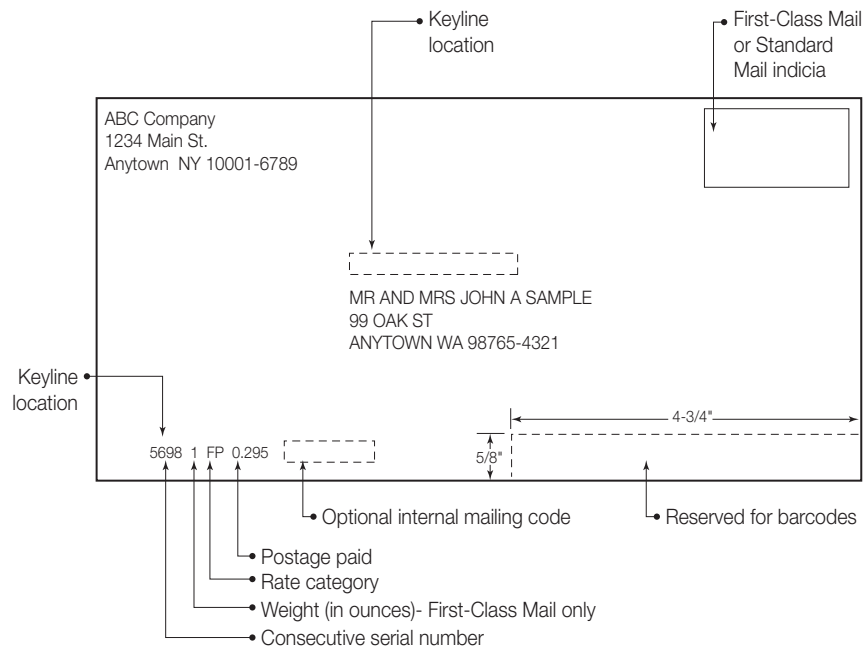 Keyline
location
First-Class Mail
or Standard
Mail indicia
ABC Company
1234 Main St.
Anytown NY 10001-6789
MR AND MRS JOHN A SAMPLE
99 OAK ST
ANYTOWN WA 98765-4321
Keyline
location
4-3/4"
5698 1 FP 0.295
5/8"
Optional internal mailing code
Reserved for barcodes
Postage paid
Rate category
Weight (in ounces)- First-Class Mail only
Consecutive serial number